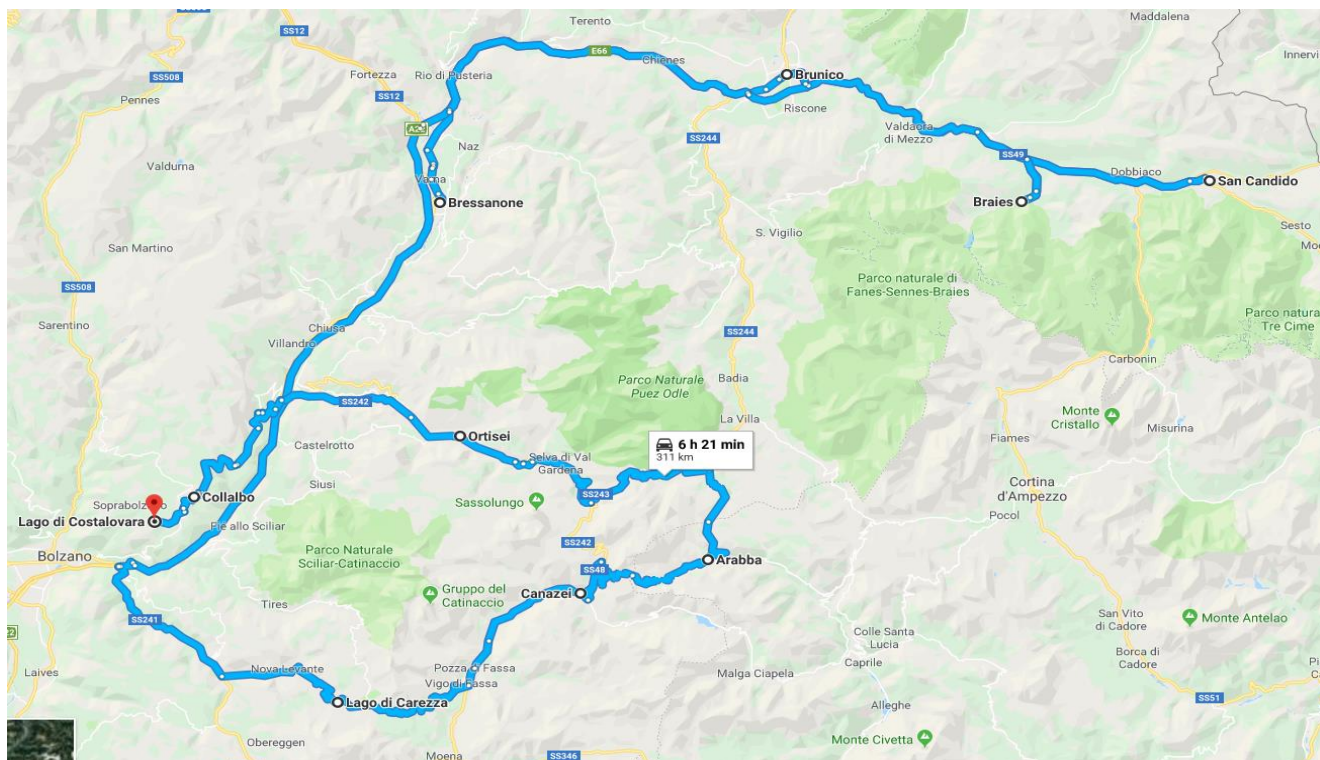 SS508
SS12
Terento
Maddalena
E66
Innervi
Fortezza
Rio di Pusteria
Chienes
Brunico
SS508
SS12
Riscone
Pennes
A22
Valdaora
di Mezzo
SS244
Naz
SS49
Valdurna
Dobbiaco
Varna
San Candido
Bressanone
Braies
Sesto
S. Vigilio
Mo
San Martino
Parco naturale di
Fanes-Sennes-Braies
SS508
Parco natura
Tre Cime
Sarentino
Chiusa
SS244
Villandro
Carbonin
Badia
Parco Naturale
Puez Odle
SS242
Monte
Cristallo
La Villa
Misurina
Ortisei
Fiames
Castelrotto
6 h 21 min
311 km
Selva di Val
Gardena
Siusi
Cortina
d'Ampezzo
Collalbo
SS243
Soprabolzano
Sassolungo
Lago di Costalovara
Fiè allo Sciliar
Pocol
SS242
Bolzano
Parco Naturale
Sciliar-Catinaccio
Arabba
SS48
Canazei
Gruppo del
Catinaccio
Tires
SS241
San Vito
di Cadore
Monte Antelao
22
Colle Santa
Lucia
Borca di
Cadore
Nova Levante
Pozza di Fassa
Caprile
Laives
Malga Ciapela
Vigo di Fassa
SS51
Lago di Carezza
Alleghe
Obereggen
Monte Civetta
Moena
SS346